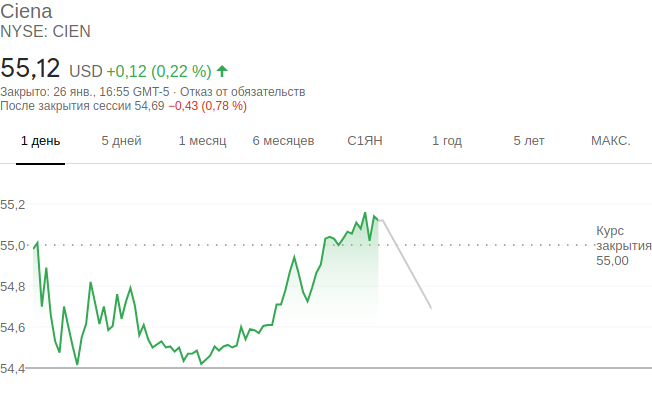 Ciena
NYSE: CIEN
55,12 USD +0,12 (0,22 %)
Закрыто: 26 янв., 16:55 GMT-5 · Отказ от обязательств
После закрытия сессии 54,69 −0,43 (0,78 %)
1 день 5 дней 1 месяц 6 месяцев С1ЯН 1 год 5 лет МАКС.
55,2
55,0
54,8
54,6
54,4
Курс
закрытия
55,00